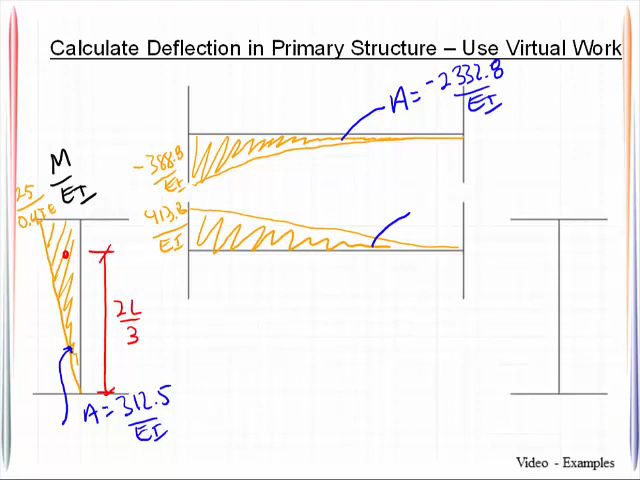 Calculate Deflection in Primary Structure – Use Virtual Work
A = -2332.8
EI
M
EI
-388.8
EI
25
413.8
EI
2L
3
A = 312.5
EI
Video - Examples